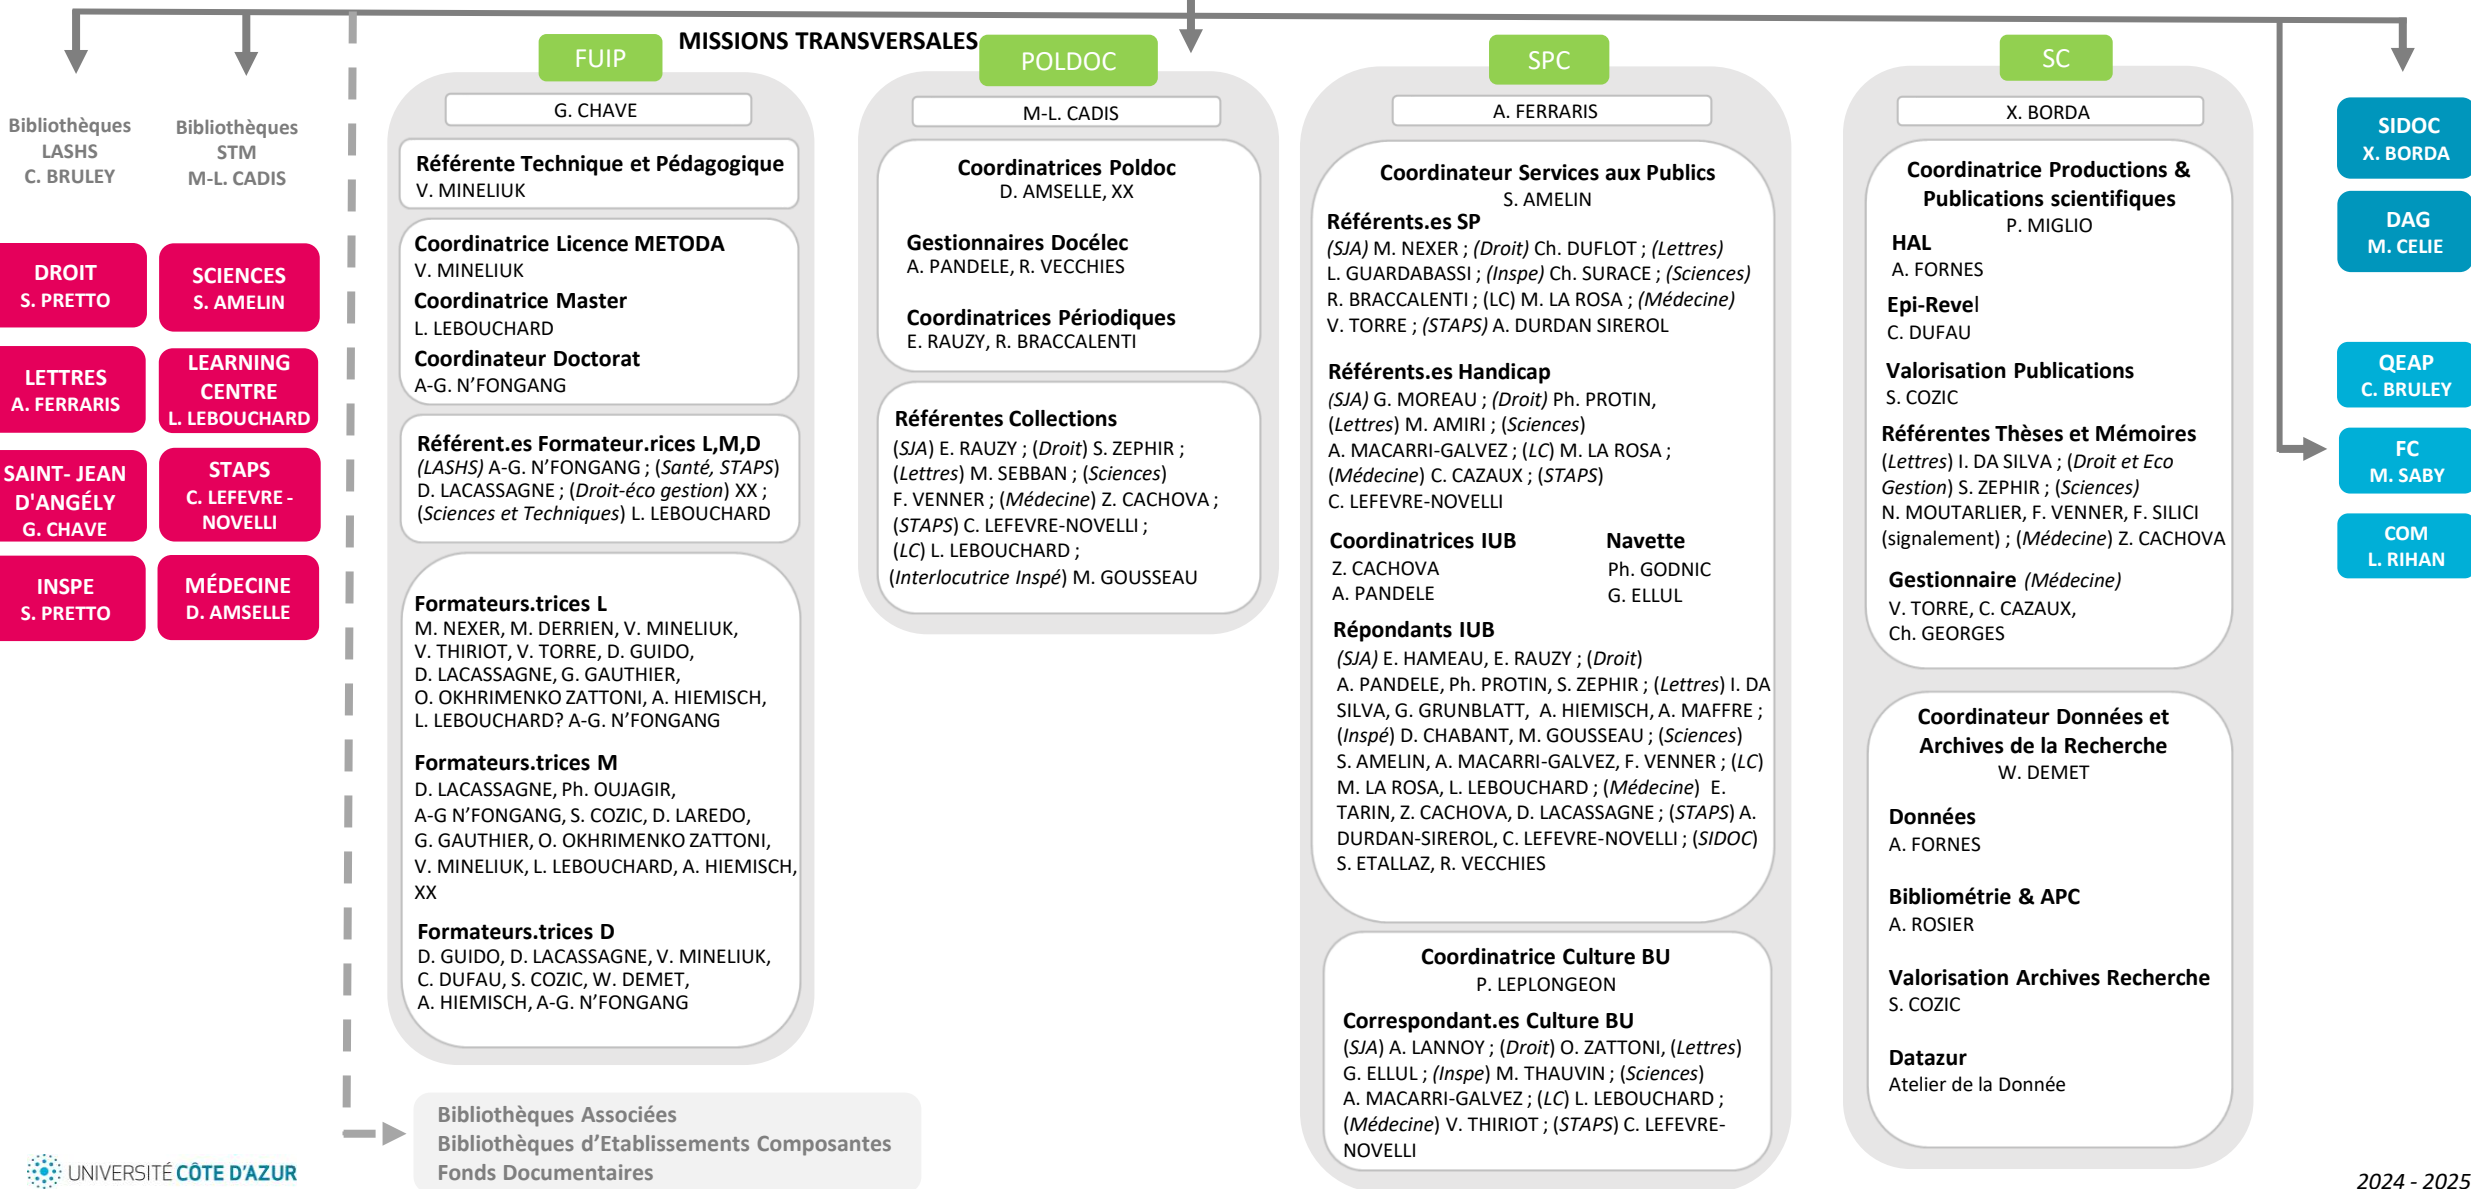 MISSIONS TRANSVERSALES
Bibliothèques
LASHS
C. BRULEY
Bibliothèques
STM
M-L. CADIS
DROIT
S. PRETTO
SCIENCES
S. AMELIN
LETTRES
A. FERRARIS
LEARNING
CENTRE
L. LEBOUCHARD
SAINT- JEAN
D'ANGÉLY
G. CHAVE
STAPS
C. LEFEVRE -
NOVELLI
INSPE
S. PRETTO
MÉDECINE
D. AMSELLE
FUIP
G. CHAVE
Référente Technique et Pédagogique
V. MINELIUK
Coordinatrice Licence METODA
V. MINELIUK
Coordinatrice Master
L. LEBOUCHARD
Coordinateur Doctorat
A-G. N'FONGANG
Référent.es Formateur.rices L,M,D
(LASHS) A-G. N'FONGANG ; (Santé, STAPS)
D. LACASSAGNE ; (Droit-éco gestion) XX ;
(Sciences et Techniques) L. LEBOUCHARD
Formateurs.trices L
M. NEXER, M. DERRIEN, V. MINELIUK,
V. THIRIOT, V. TORRE, D. GUIDO,
D. LACASSAGNE, G. GAUTHIER,
O. OKHRIMENKO ZATTONI, A. HIEMISCH,
L. LEBOUCHARD? A-G. N'FONGANG
Formateurs.trices M
D. LACASSAGNE, Ph. OUJAGIR,
A-G N'FONGANG, S. COZIC, D. LAREDO,
G. GAUTHIER, O. OKHRIMENKO ZATTONI,
V. MINELIUK, L. LEBOUCHARD, A. HIEMISCH,
XX
Formateurs.trices D
D. GUIDO, D. LACASSAGNE, V. MINELIUK,
C. DUFAU, S. COZIC, W. DEMET,
A. HIEMISCH, A-G. N'FONGANG
POLDOC
M-L. CADIS
Coordinatrices Poldoc
D. AMSELLE, XX
Gestionnaires Docélec
A. PANDELE, R. VECCHIES
Coordinatrices Périodiques
E. RAUZY, R. BRACCALENTI
Référentes Collections
(SJA) E. RAUZY ; (Droit) S. ZEPHIR ;
(Lettres) M. SEBBAN ; (Sciences)
F. VENNER ; (Médecine) Z. CACHOVA ;
(STAPS) C. LEFEVRE-NOVELLI ;
(LC) L. LEBOUCHARD ;
(Interlocutrice Inspé) M. GOUSSEAU
SPC
A. FERRARIS
Coordinateur Services aux Publics
S. AMELIN
Référents.es SP
(SJA) M. NEXER ; (Droit) Ch. DUFLOT ; (Lettres)
L. GUARDABASSI ; (Inspe) Ch. SURACE ; (Sciences)
R. BRACCALENTI ; (LC) M. LA ROSA ; (Médecine)
V. TORRE ; (STAPS) A. DURDAN SIREROL
Référents.es Handicap
(SJA) G. MOREAU ; (Droit) Ph. PROTIN,
(Lettres) M. AMIRI ; (Sciences)
A. MACARRI-GALVEZ ; (LC) M. LA ROSA ;
(Médecine) C. CAZAUX ; (STAPS)
C. LEFEVRE-NOVELLI
Coordinatrices IUB
Z. CACHOVA
A. PANDELE
Navette
Ph. GODNIC
G. ELLUL
Répondants IUB
(SJA) E. HAMEAU, E. RAUZY ; (Droit)
A. PANDELE, Ph. PROTIN, S. ZEPHIR ; (Lettres) I. DA
SILVA, G. GRUNBLATT, A. HIEMISCH, A. MAFFRE ;
(Inspé) D. CHABANT, M. GOUSSEAU ; (Sciences)
S. AMELIN, A. MACARRI-GALVEZ, F. VENNER ; (LC)
M. LA ROSA, L. LEBOUCHARD ; (Médecine) E.
TARIN, Z. CACHOVA, D. LACASSAGNE ; (STAPS) A.
DURDAN-SIREROL, C. LEFEVRE-NOVELLI ; (SIDOC)
S. ETALLAZ, R. VECCHIES
Coordinatrice Culture BU
P. LEPLONGEON
Correspondant.es Culture BU
(SJA) A. LANNOY ; (Droit) O. ZATTONI, (Lettres)
G. ELLUL ; (Inspe) M. THAUVIN ; (Sciences)
A. MACARRI-GALVEZ ; (LC) L. LEBOUCHARD ;
(Médecine) V. THIRIOT ; (STAPS) C. LEFEVRE-
NOVELLI
SC
X. BORDA
Coordinatrice Productions &
Publications scientifiques
P. MIGLIO
HAL
A. FORNES
Epi-Revel
C. DUFAU
Valorisation Publications
S. COZIC
Référentes Thèses et Mémoires
(Lettres) I. DA SILVA ; (Droit et Eco
Gestion) S. ZEPHIR ; (Sciences)
N. MOUTARLIER, F. VENNER, F. SILICI
(signalement) ; (Médecine) Z. CACHOVA
Gestionnaire (Médecine)
V. TORRE, C. CAZAUX,
Ch. GEORGES
Coordinateur Données et
Archives de la Recherche
W. DEMET
Données
A. FORNES
Bibliométrie & APC
A. ROSIER
Valorisation Archives Recherche
S. COZIC
Datazur
Atelier de la Donnée
SIDOC
X. BORDA
DAG
M. CELIE
QEAP
C. BRULEY
FC
M. SABY
COM
L. RIHAN
Bibliothèques Associées
Bibliothèques d'Etablissements Composantes
Fonds Documentaires
UNIVERSITÉ CÔTE D'AZUR
2024 - 2025